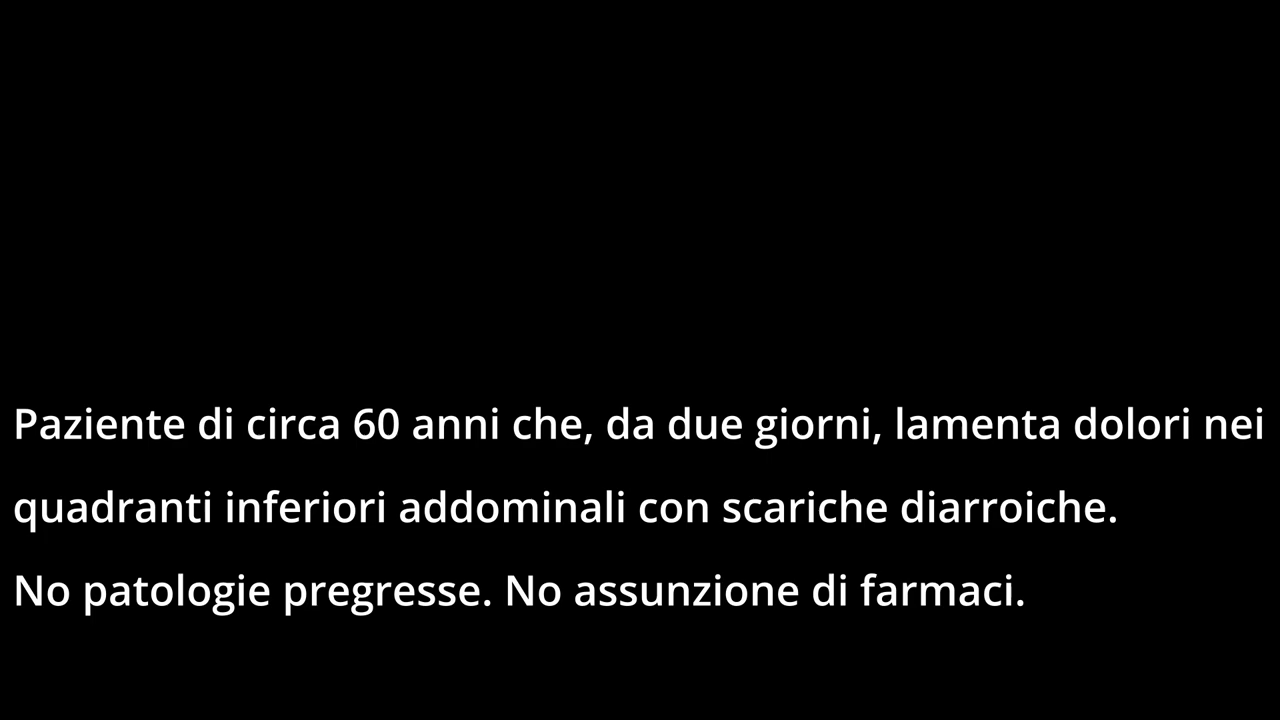 Paziente di circa 60 anni che, da due giorni, lamenta dolori nei
quadranti inferiori addominali con scariche diarroiche.
No patologie pregresse. No assunzione di farmaci.